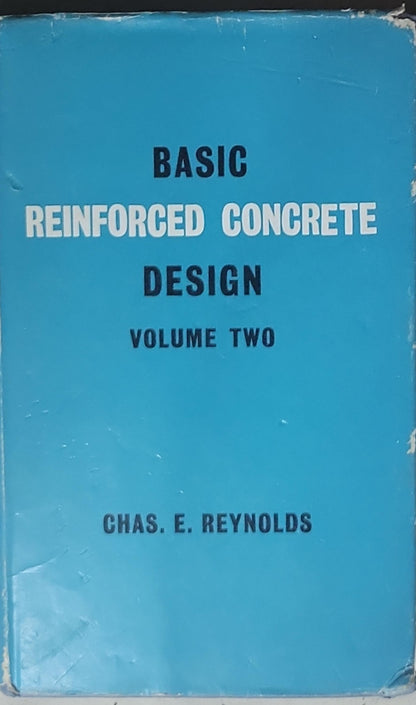 BASIC
REINFORCED CONCRETE
DESIGN
VOLUME TWO
CHAS. E. REYNOLDS